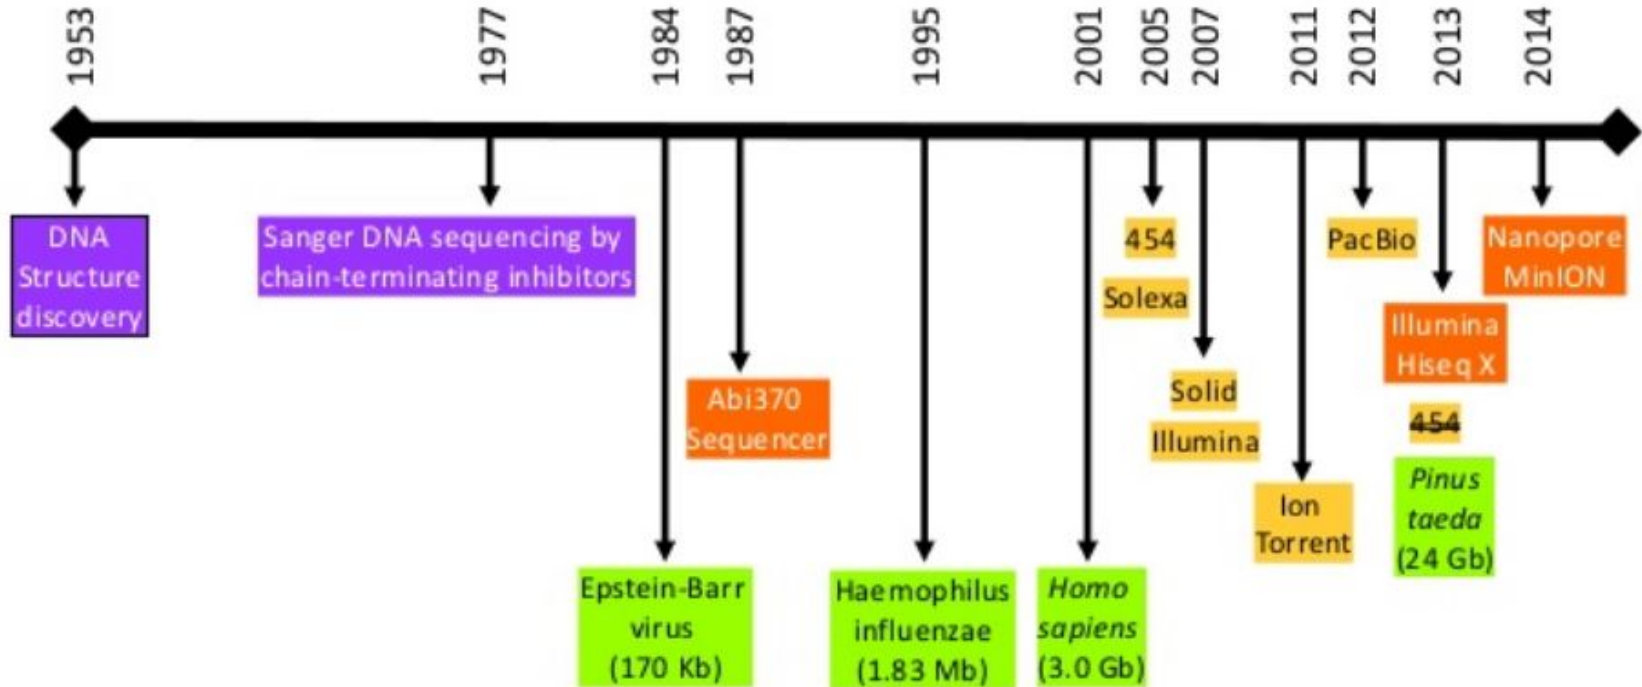 1953
1977
1984
1987
1995
2001
2005
2007
2011
2012
2013
2014
DNA
Structure
discovery
Sanger DNA sequencing by
chain-terminating inhibitors
Epstein-Barr
virus
(170 Kb)
Abi370
Sequencer
Haemophilus
influenzae
(1.83 Mb)
Homo
sapiens
(3.0 Gb)
454
Solexa
Solid
Illumina
Ion
Torrent
PacBio
Illumina
Hiseq X
454
Pinus
taeda
(24 Gb)
Nanopore
MinION